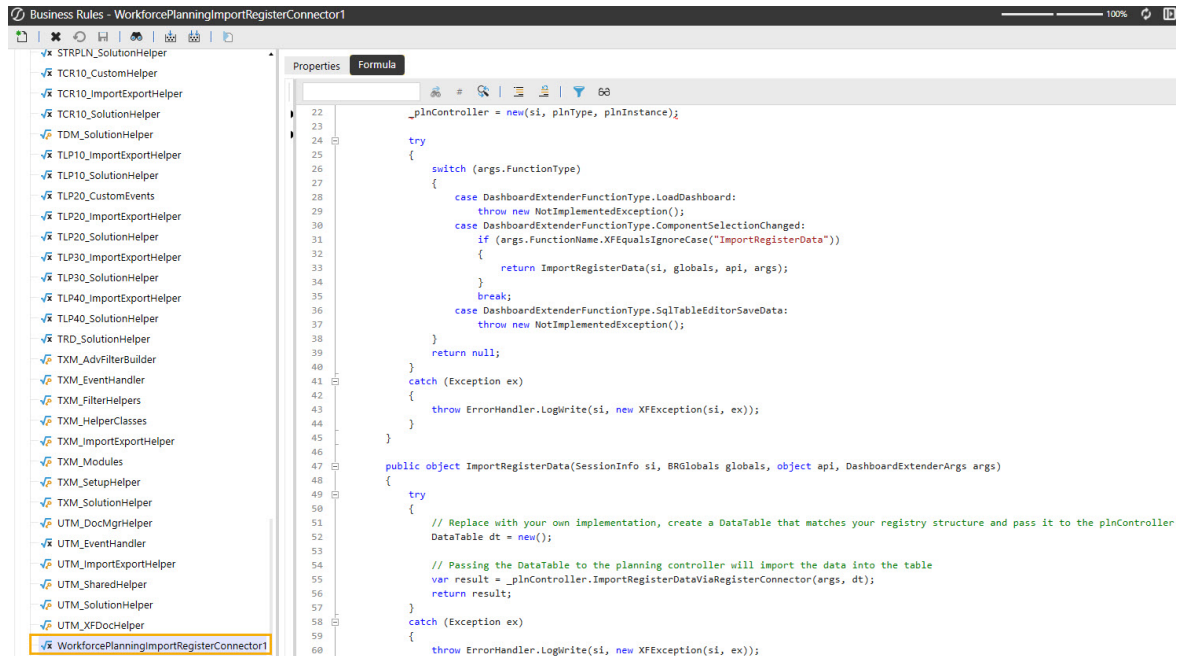 Business Rules - WorkforcePlanningImportRegisterConnector1
100%
STRPLN_SolutionHelper
TCR10_CustomHelper
TCR10_ImportExportHelper
TCR10_SolutionHelper
TDM_SolutionHelper
TLP10_ImportExportHelper
TLP10_SolutionHelper
TLP20_CustomEvents
TLP20_ImportExportHelper
TLP20_SolutionHelper
TLP30_ImportExportHelper
TLP30_SolutionHelper
TLP40_ImportExportHelper
TLP40_SolutionHelper
TRD_SolutionHelper
TXM_AdvFilterBuilder
TXM_EventHandler
TXM_FilterHelpers
TXM_HelperClasses
TXM_ImportExportHelper
TXM_Modules
TXM_SetupHelper
TXM_SolutionHelper
UTM_DocMgrHelper
UTM_EventHandler
UTM_ImportExportHelper
UTM_SharedHelper
UTM_SolutionHelper
UTM_XFDocHelper
WorkforcePlanningImportRegisterConnector1
Properties Formula
22 _plnController = new(si, plnType, plnInstance);
23
24 try
25 {
26 switch (args.FunctionType)
27 {
28 case DashboardExtenderFunctionType.LoadDashboard:
29 throw new NotImplementedException();
30 case DashboardExtenderFunctionType.ComponentSelectionChanged:
31 if (args.FunctionName.XFEqualsIgnoreCase("ImportRegisterData"))
32 {
33 return ImportRegisterData(si, globals, api, args);
34 }
35 break;
36 case DashboardExtenderFunctionType.SqlTableEditorSaveData:
37 throw new NotImplementedException();
38 }
39 return null;
40 }
41 catch (Exception ex)
42 {
43 throw ErrorHandler.LogWrite(si, new XFException(si, ex));
44 }
45 }
46
47 public object ImportRegisterData(SessionInfo si, BRGlobals globals, object api, DashboardExtenderArgs args)
48 {
49 try
50 {
51 // Replace with your own implementation, create a DataTable that matches your registry structure and pass it to the plnController
52 DataTable dt = new();
53
54 // Passing the DataTable to the planning controller will import the data into the table
55 var result = _plnController.ImportRegisterDataViaRegisterConnector(args, dt);
56 return result;
57 }
58 catch (Exception ex)
59 {
60 throw ErrorHandler.LogWrite(si, new XFException(si, ex));